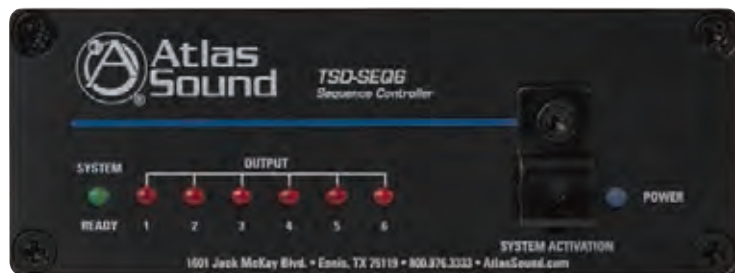 Atlas
Sound
TSD-SEQ6
Sequence Controller
SYSTEM
OUTPUT
READY
1 2 3 4 5 6
POWER
SYSTEM ACTIVATION
1601 Jack McKay Blvd. • Ennis, TX 75119 • 800.876.3333 • AtlasSound.com